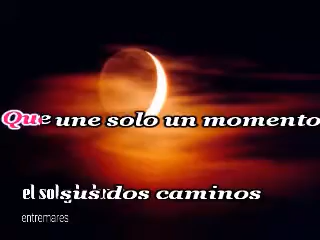 Que une solo un momento
sus dos caminos
el sol
entremares